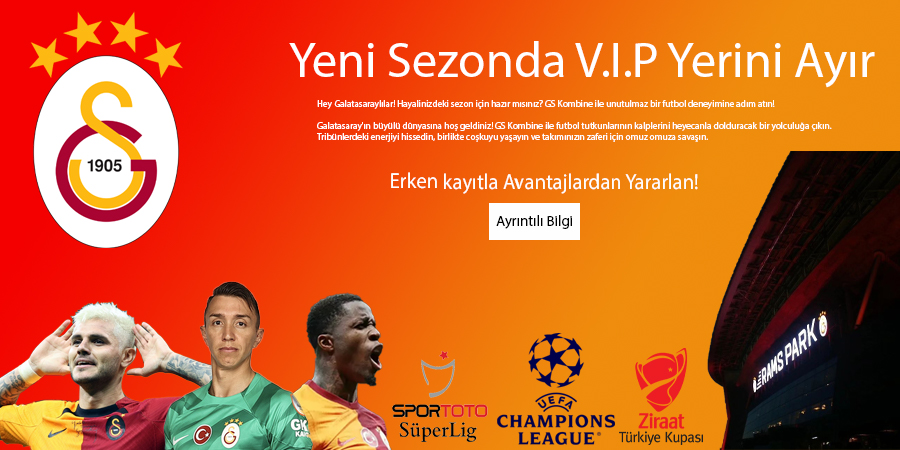 Yeni Sezonda V.I.P Yerini Ayır
Hey Galatasaraylılar! Hayalinizdeki sezon için hazır mısınız? GS Kombine ile unutulmaz bir futbol deneyimine adım atın!
Galatasaray'ın büyülü dünyasına hoş geldiniz! GS Kombine ile futbol tutkunlarının kalplerini heyecanla dolduracak bir yolculuğa çıkın.
Tribünlerdeki enerjiyi hissedin, birlikte coşkuyu yaşayın ve takımınızın zaferi için omuz omuza savaşın.
Erken kayıtla Avantajlardan Yararlan!
Ayrıntılı Bilgi
GS
1905
RAMS PARK
SPORTOTO
SüperLig
UEFA
CHAMPIONS
LEAGUE
Ziraat
Türkiye Kupası